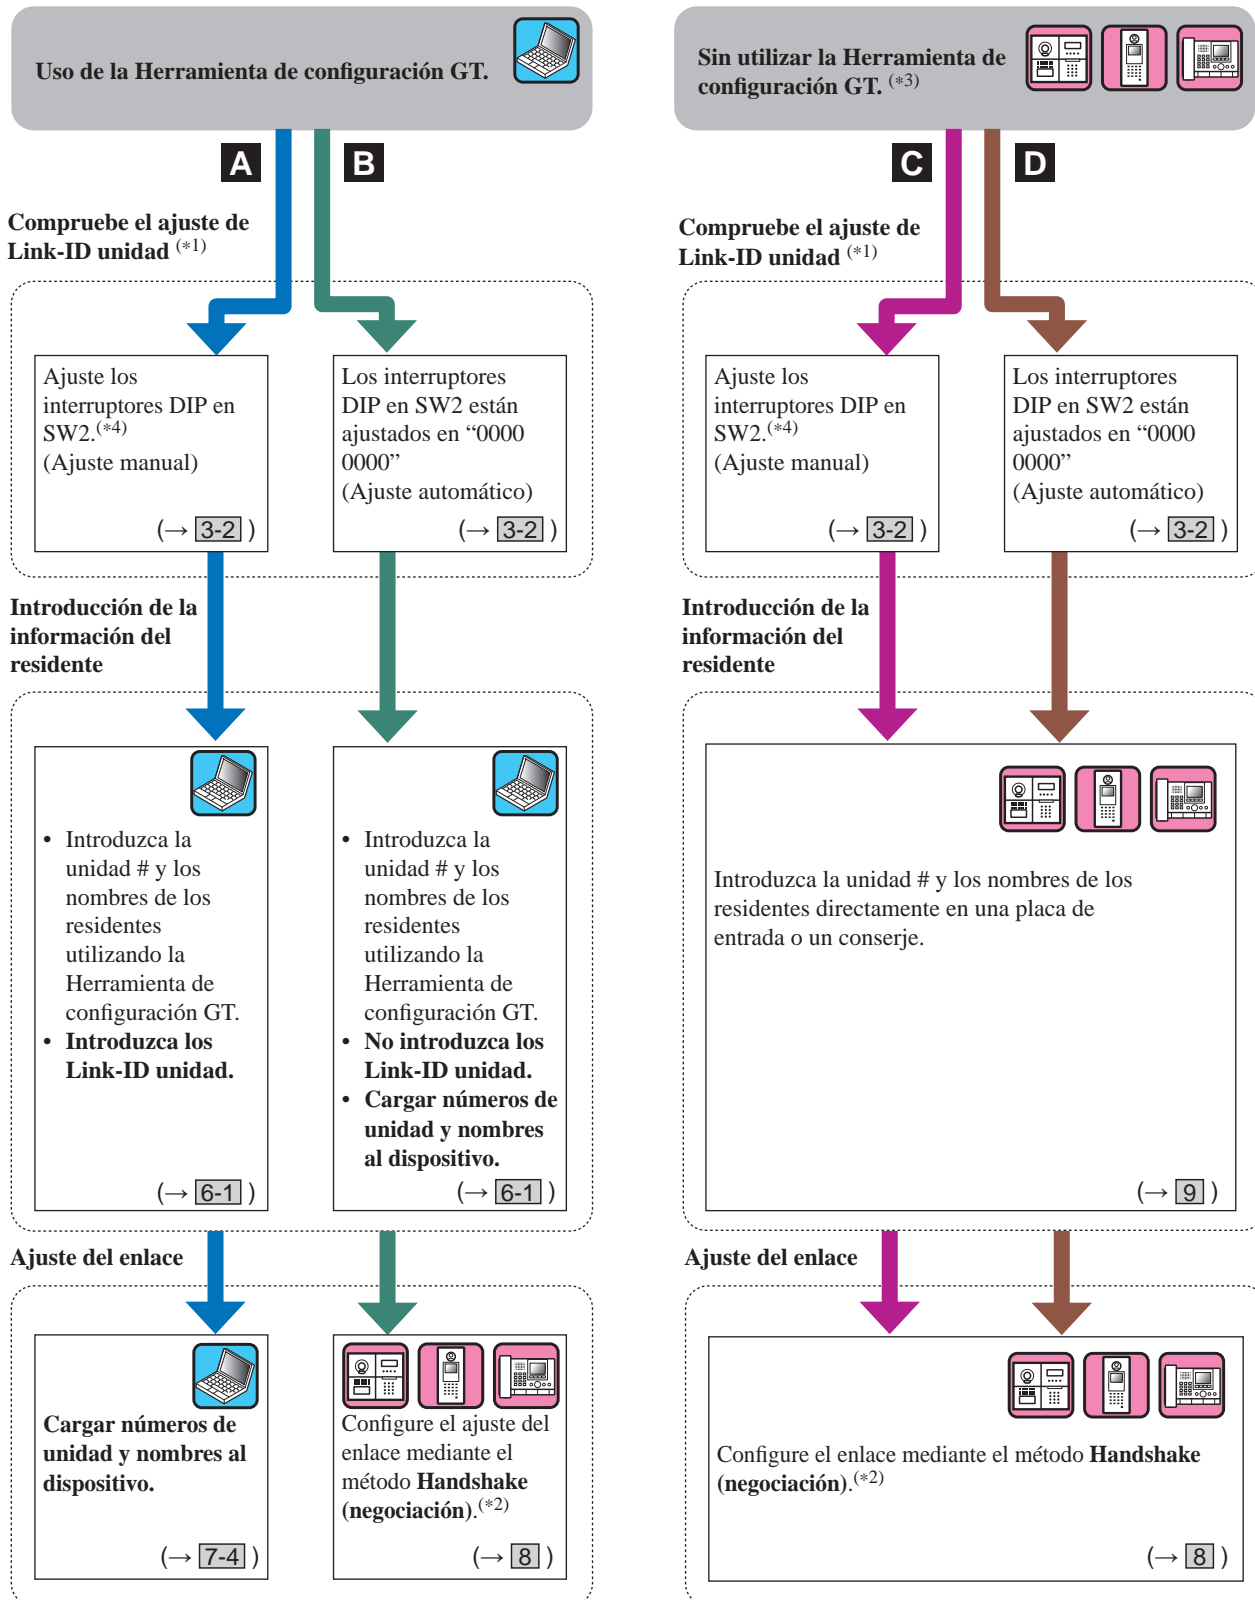 Uso de la Herramienta de configuración GT.
A
B
Compruebe el ajuste de
Link-ID unidad (*1)
Ajuste los
interruptores DIP en
SW2.(*4)
(Ajuste manual)
(→ 3-2 )
Los interruptores
DIP en SW2 están
ajustados en “0000
0000”
(Ajuste automático)
(→ 3-2 )
Introducción de la
información del
residente
• Introduzca la
unidad # y los
nombres de los
residentes
utilizando la
Herramienta de
configuración GT.
• Introduzca los
Link-ID unidad.
(→ 6-1 )
• Introduzca la
unidad # y los
nombres de los
residentes
utilizando la
Herramienta de
configuración GT.
• No introduzca los
Link-ID unidad.
• Cargar números de
unidad y nombres
al dispositivo.
(→ 6-1 )
Ajuste del enlace
Cargar números de
unidad y nombres al
dispositivo.
(→ 7-4 )
Configure el ajuste del
enlace mediante el
método Handshake
(negociación).(*2)
(→ 8 )
Sin utilizar la Herramienta de
configuración GT. (*3)
C
D
Compruebe el ajuste de
Link-ID unidad (*1)
Ajuste los
interruptores DIP en
SW2.(*4)
(Ajuste manual)
(→ 3-2 )
Los interruptores
DIP en SW2 están
ajustados en “0000
0000”
(Ajuste automático)
(→ 3-2 )
Introducción de la
información del
residente
Introduzca la unidad # y los nombres de los
residentes directamente en una placa de
entrada o un conserje.
(→ 9 )
Ajuste del enlace
Configure el enlace mediante el método Handshake
(negociación).(*2)
(→ 8 )